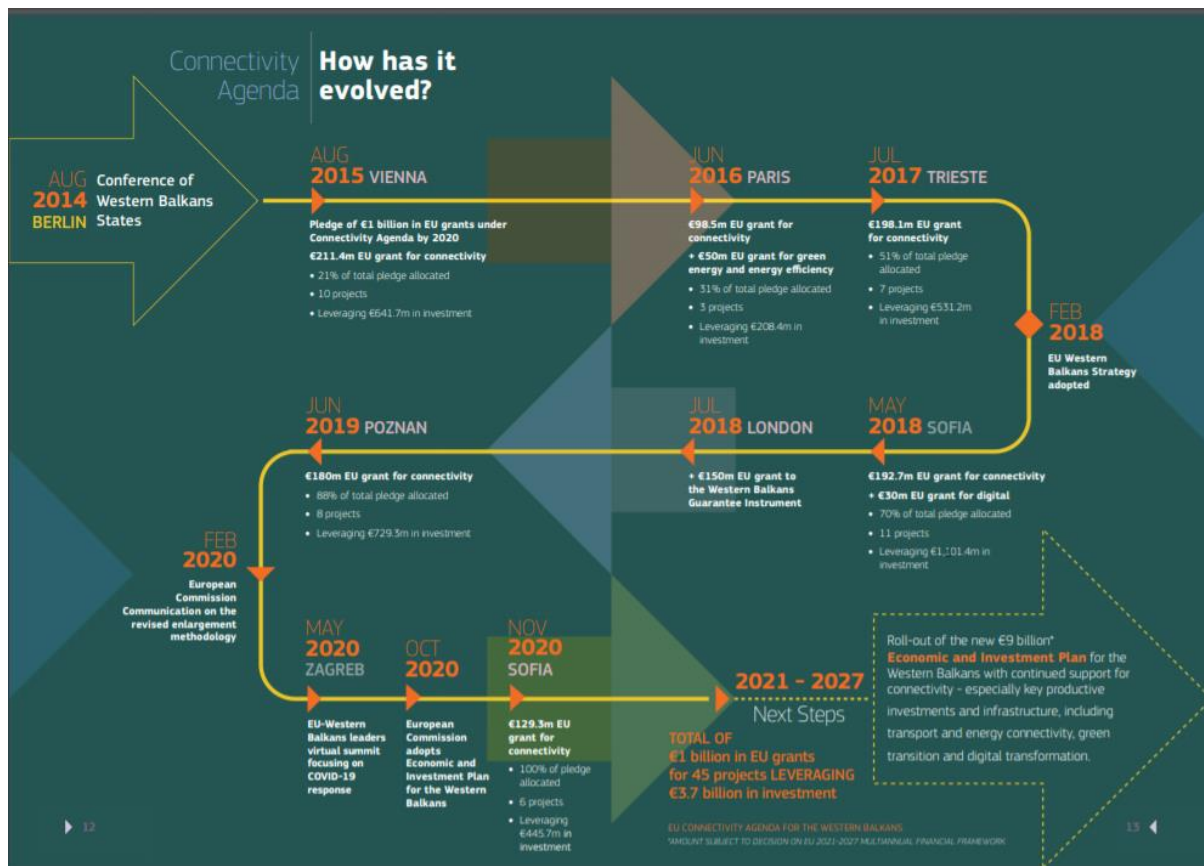 Connectivity
Agenda
How has it
evolved?
AUG
2014
BERLIN
Conference of
Western Balkans
States
AUG
2015 VIENNA
Pledge of €1 billion in EU grants under
Connectivity Agenda by 2020
€211.4m EU grant for connectivity
• 21% of total pledge allocated
• 10 projects
• Leveraging €641.7m in investment
JUN
2016 PARIS
€98.5m EU grant for
connectivity
+ €50m EU grant for green
energy and energy efficiency
• 31% of total pledge allocated
• 3 projects
• Leveraging €208.4m in
investment
JUL
2017 TRIESTE
€198.1m EU grant
for connectivity
• 51% of total pledge
allocated
• 7 projects
• Leveraging €531.2m
in investment
FEB
2018
EU Western
Balkans Strategy
adopted
MAY
2018 SOFIA
€192.7m EU grant for connectivity
+ €30m EU grant for digital
• 70% of total pledge allocated
• 11 projects
• Leveraging €1,101.4m in
investment
JUL
2018 LONDON
+ €150m EU grant to
the Western Balkans
Guarantee Instrument
JUN
2019 POZNAN
€180m EU grant for connectivity
• 88% of total pledge allocated
• 8 projects
• Leveraging €729.3m in investment
FEB
2020
European
Commission
Communication on the
revised enlargement
methodology
MAY
2020
ZAGREB
EU-Western
Balkans leaders
virtual summit
focusing on
COVID-19
response
OCT
2020
European
Commission
adopts
Economic and
Investment Plan
for the Western
Balkans
NOV
2020
SOFIA
€129.3m EU
grant for
connectivity
• 100% of pledge
allocated
• 6 projects
• Leveraging
€445.7m in
investment
2021 - 2027
Next Steps
TOTAL OF
€1 billion in EU grants
for 45 projects LEVERAGING
€3.7 billion in investment
Roll-out of the new €9 billion*
Economic and Investment Plan for the
Western Balkans with continued support for
connectivity - especially key productive
investments and infrastructure, including
transport and energy connectivity, green
transition and digital transformation.
12
EU CONNECTIVITY AGENDA FOR THE WESTERN BALKANS
*AMOUNT SUBJECT TO DECISION ON EU 2021-2027 MULTIANNUAL FINANCIAL FRAMEWORK
13